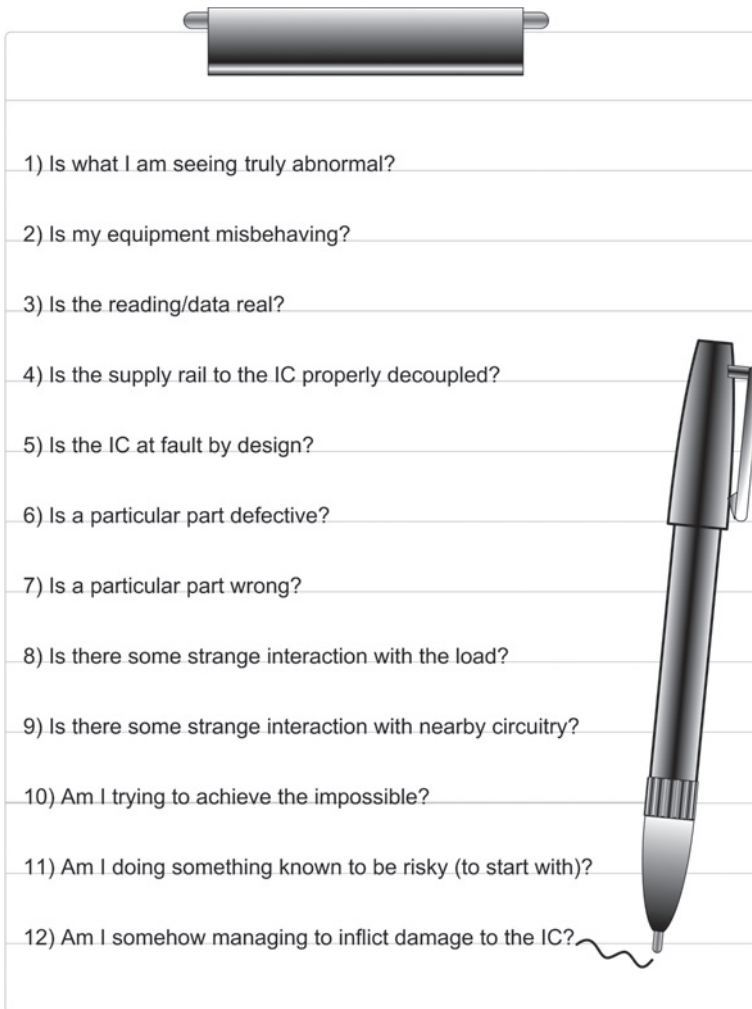 1) Is what I am seeing truly abnormal?
2) Is my equipment misbehaving?
3) Is the reading/data real?
4) Is the supply rail to the IC properly decoupled?
5) Is the IC at fault by design?
6) Is a particular part defective?
7) Is a particular part wrong?
8) Is there some strange interaction with the load?
9) Is there some strange interaction with nearby circuitry?
10) Am I trying to achieve the impossible?
11) Am I doing something known to be risky (to start with)?
12) Am I somehow managing to inflict damage to the IC?